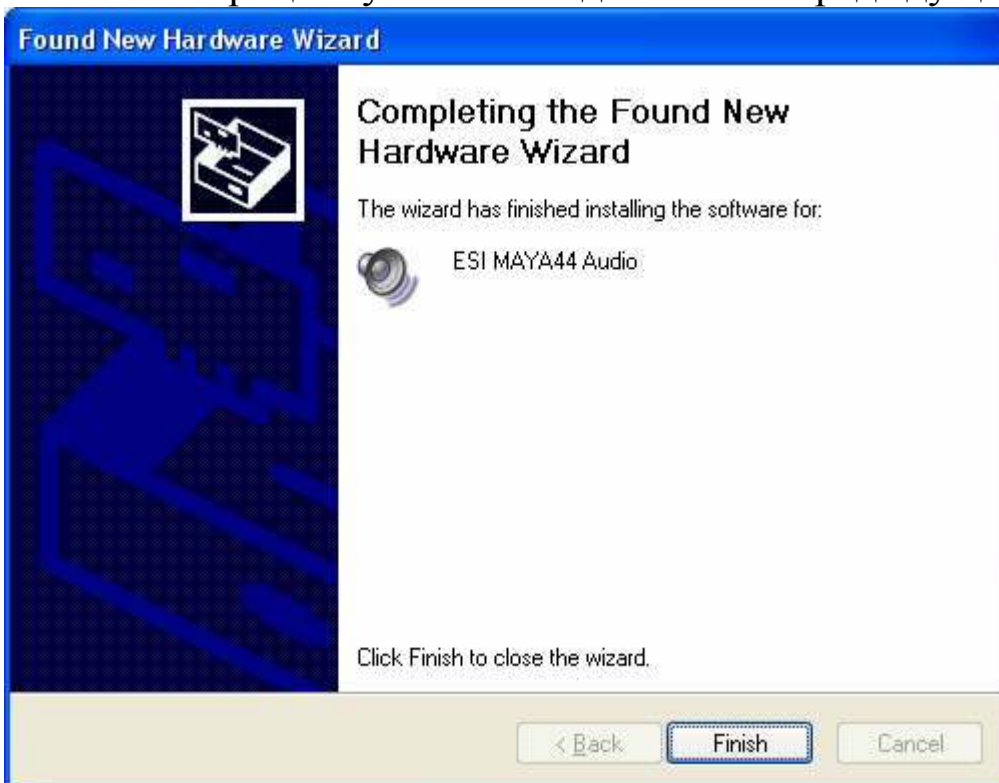 Found New Hardware Wizard
Completing the Found New
Hardware Wizard
The wizard has finished installing the software for:
ESI MAYA44 Audio
Click Finish to close the wizard.
< Back
Finish
Cancel